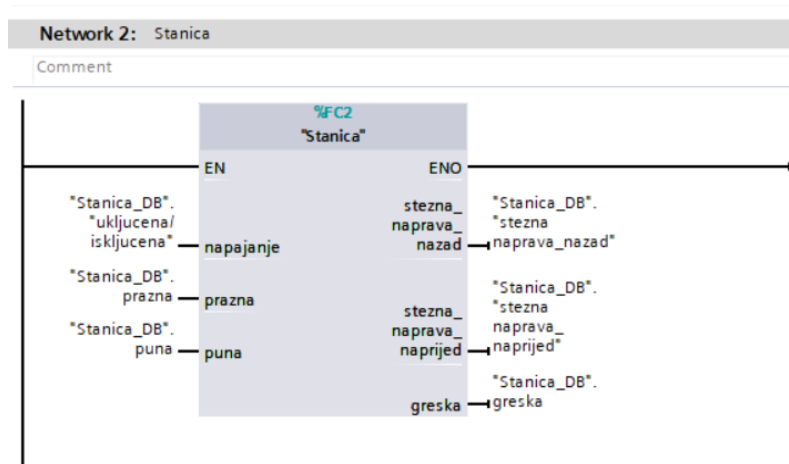 Network 2: Stanica
Comment
%FC2
"Stanica"
EN
ENO
"Stanica_DB".
"ukljucena/
iskljucena"
napajanje
"Stanica_DB".
prazna
prazna
"Stanica_DB".
puna
puna
stezna_
naprava_
nazad
"Stanica_DB".
"stezna
naprava_nazad"
stezna_
naprava_
naprijed
"Stanica_DB".
"stezna
naprava_
naprijed"
greska
"Stanica_DB".
greska